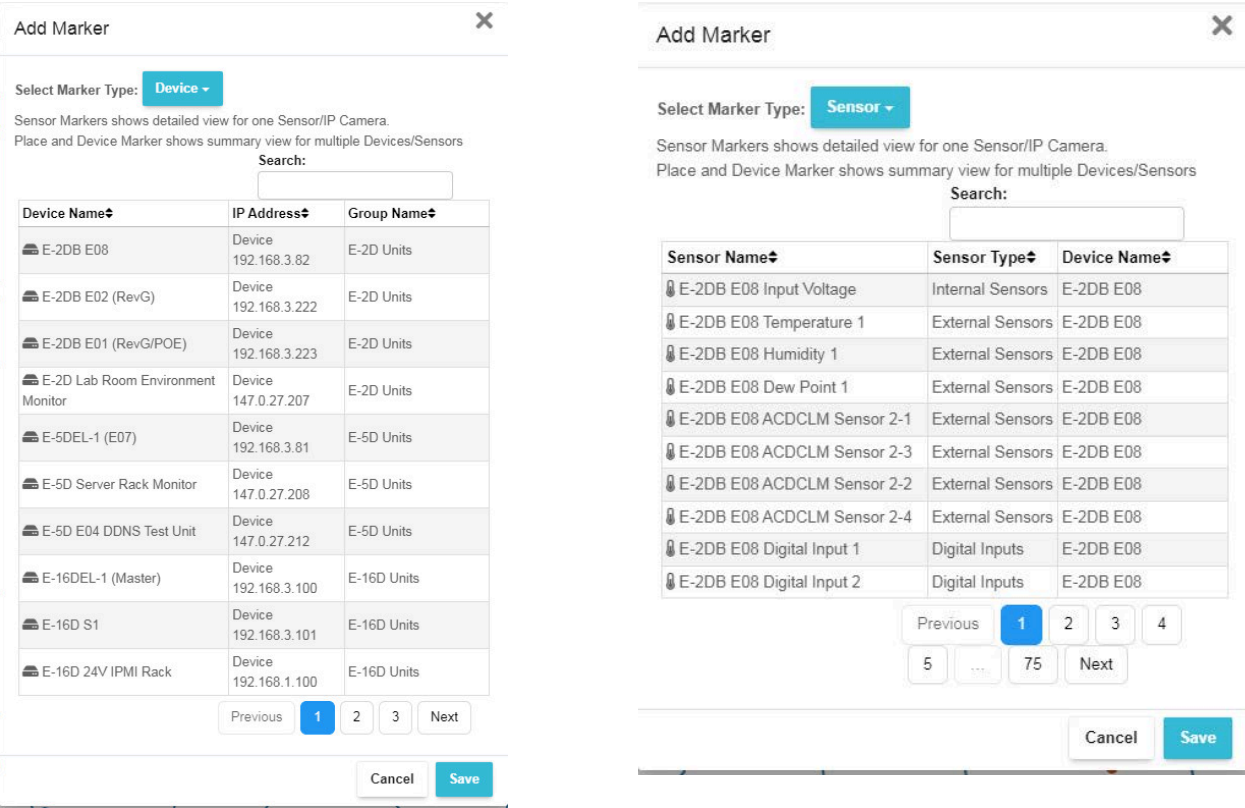 Add Marker
Select Marker Type: Device
Sensor Markers shows detailed view for one Sensor/IP Camera.
Place and Device Marker shows summary view for multiple Devices/Sensors
Search:
Device Name IP Address Group Name
E-2DB E08 Device 192.168.3.82 E-2D Units
E-2DB E02 (RevG) Device 192.168.3.222 E-2D Units
E-2DB E01 (RevG/POE) Device 192.168.3.223 E-2D Units
E-2D Lab Room Environment Monitor Device 147.0.27.207 E-2D Units
E-5DEL-1 (E07) Device 192.168.3.81 E-5D Units
E-5D Server Rack Monitor Device 147.0.27.208 E-5D Units
E-5D E04 DDNS Test Unit Device 147.0.27.212 E-5D Units
E-16DEL-1 (Master) Device 192.168.3.100 E-16D Units
E-16D S1 Device 192.168.3.101 E-16D Units
E-16D 24V IPMI Rack Device 192.168.1.100 E-16D Units
Previous 1 2 3 Next
Cancel Save
Add Marker
Select Marker Type: Sensor
Sensor Markers shows detailed view for one Sensor/IP Camera.
Place and Device Marker shows summary view for multiple Devices/Sensors
Search:
Sensor Name Sensor Type Device Name
E-2DB E08 Input Voltage Internal Sensors E-2DB E08
E-2DB E08 Temperature 1 External Sensors E-2DB E08
E-2DB E08 Humidity 1 External Sensors E-2DB E08
E-2DB E08 Dew Point 1 External Sensors E-2DB E08
E-2DB E08 ACDCLM Sensor 2-1 External Sensors E-2DB E08
E-2DB E08 ACDCLM Sensor 2-3 External Sensors E-2DB E08
E-2DB E08 ACDCLM Sensor 2-2 External Sensors E-2DB E08
E-2DB E08 ACDCLM Sensor 2-4 External Sensors E-2DB E08
E-2DB E08 Digital Input 1 Digital Inputs E-2DB E08
E-2DB E08 Digital Input 2 Digital Inputs E-2DB E08
Previous 1 2 3 4
5 ... 75 Next
Cancel Save